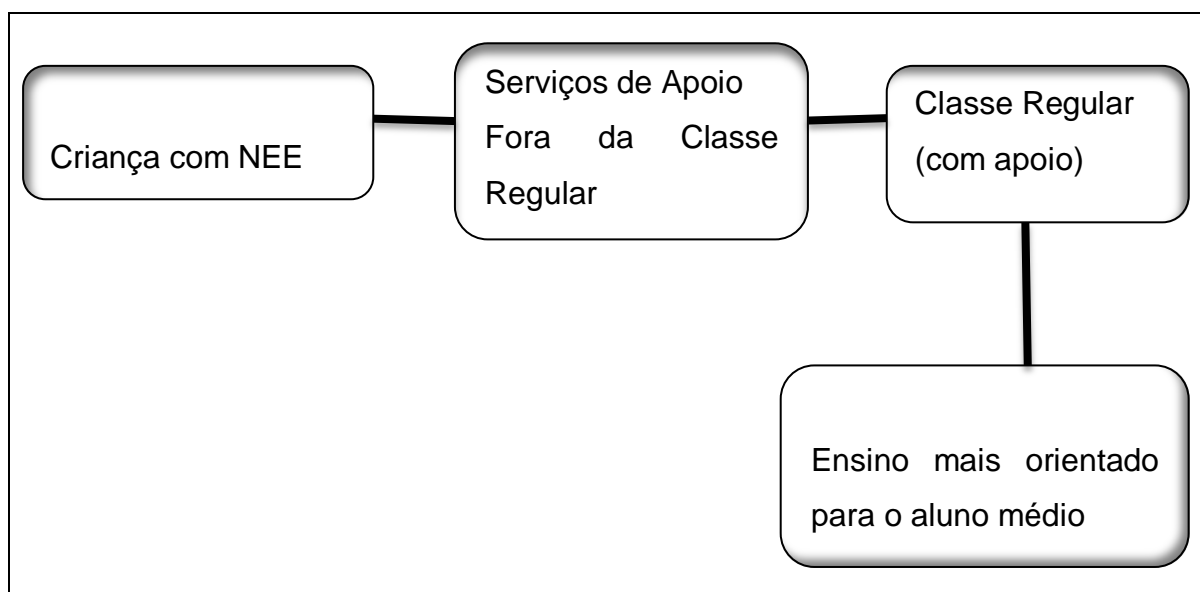 Criança com NEE
Serviços de Apoio
Fora da Classe
Regular
Classe Regular
(com apoio)
Ensino mais orientado
para o aluno médio